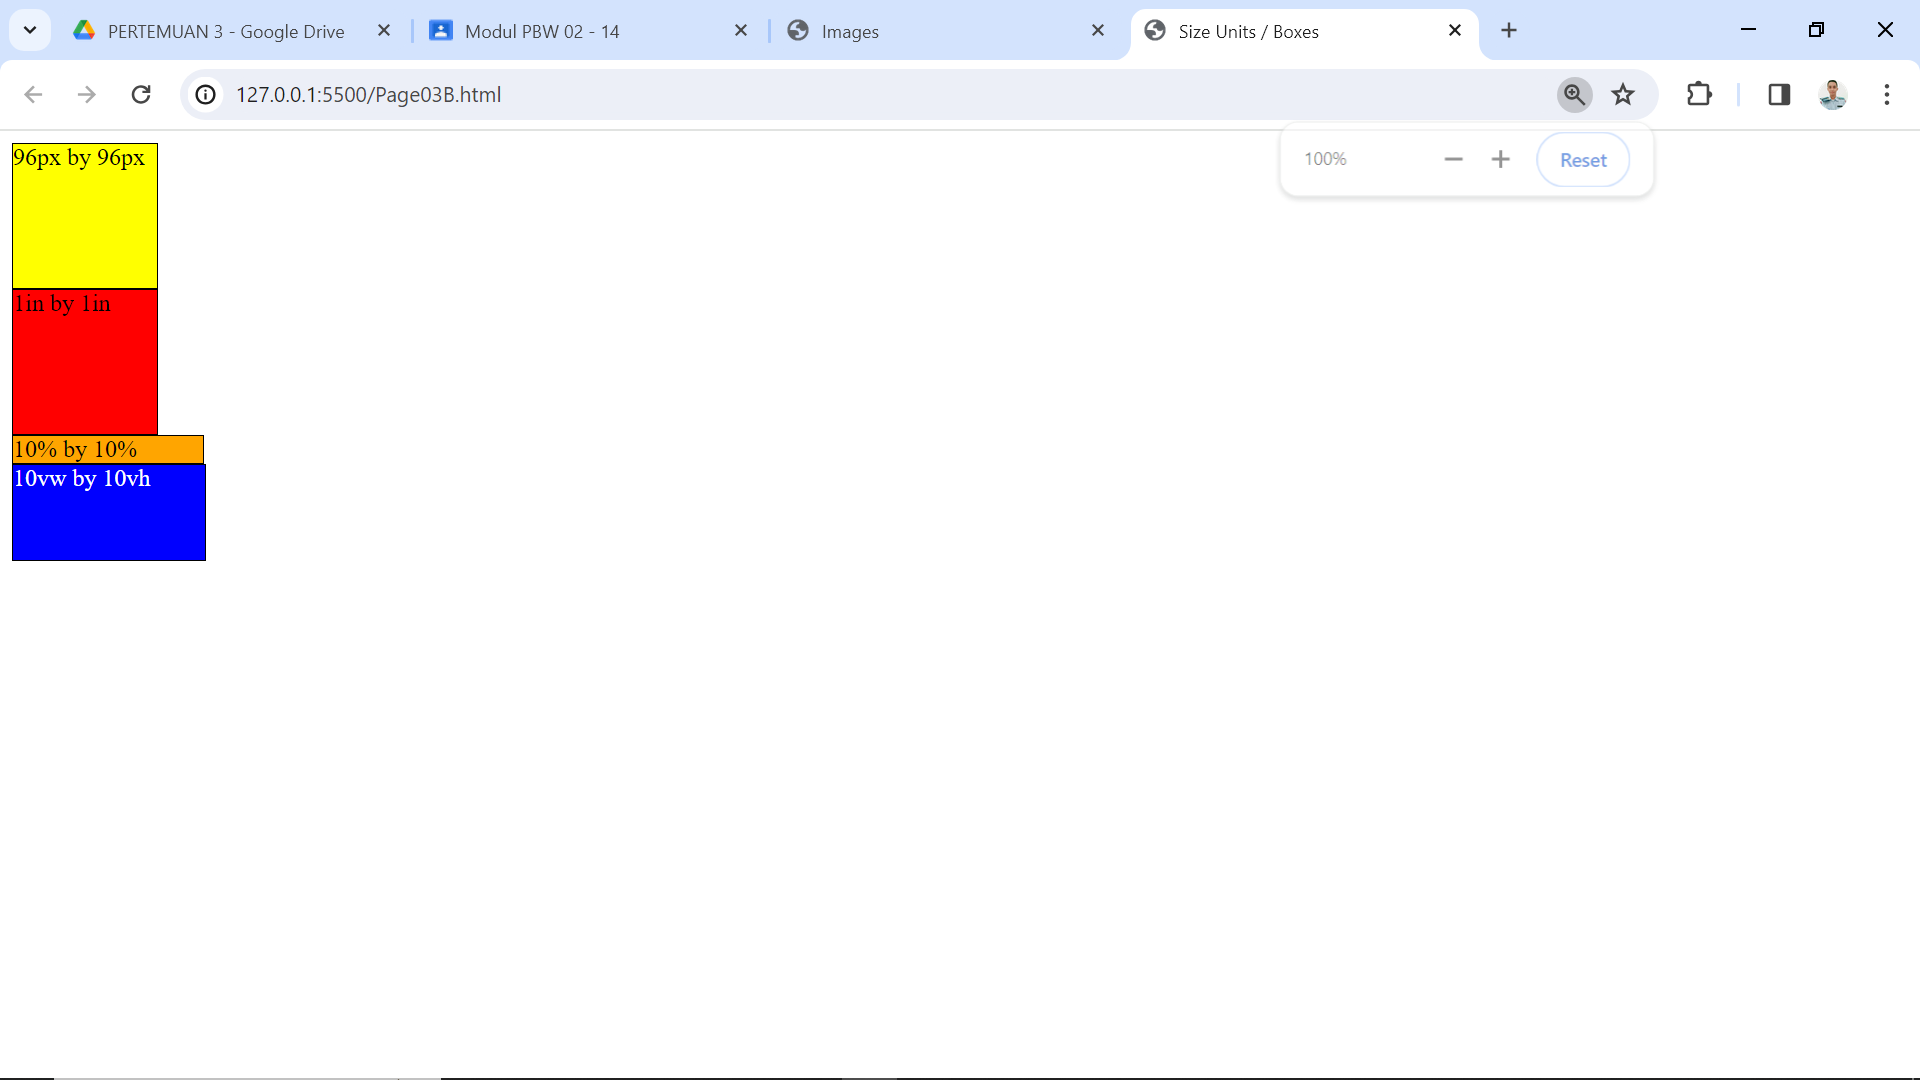 PERTEMUAN 3 - Google Drive
Modul PBW 02 - 14
Images
Size Units / Boxes
127.0.0.1:5500/Page03B.html
100%
Reset
96px by 96px
1in by 1in
10% by 10%
10vw by 10vh